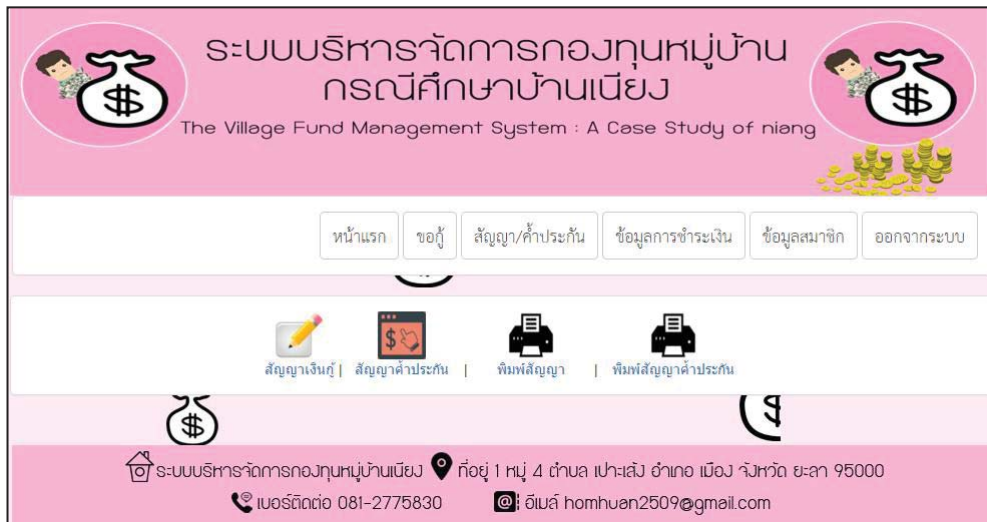 ระบบบริหารจัดการกองทุนหมู่บ้าน
กรณีศึกษาบ้านเนียง
The Village Fund Management System : A Case Study of niang
หน้าแรก ขอกู้ สัญญา/ค้ำประกัน ข้อมูลการชำระเงิน ข้อมูลสมาชิก ออกจากระบบ
สัญญาเงินกู้ | สัญญาค้ำประกัน | พิมพ์สัญญา | พิมพ์สัญญาค้ำประกัน
ระบบบริหารจัดการกองทุนหมู่บ้านเนียง ที่อยู่ 1 หมู่ 4 ตำบล เปาะเส้ง อำเภอ เมือง จังหวัด ยะลา 95000
เบอร์ติดต่อ 081-2775830 @ อีเมล์ homhuan2509@gmail.com